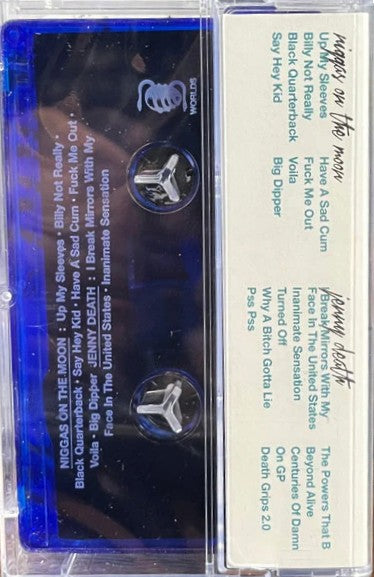 WORLDS
NIGGAS ON THE MOON : Up My Sleeves • Billy Not Really •
Black Quarterback • Say Hey Kid • Have A Sad Cum • Fuck Me Out •
Voila • Big Dipper JENNY DEATH : I Break Mirrors With My
Face In The United States • Inanimate Sensation
niggas on the moon
Up My Sleeves
Billy Not Really
Black Quarterback
Say Hey Kid
Have A Sad Cum
Fuck Me Out
Voila
Big Dipper
jenny death
I Break Mirrors With My
Face In The United States
Inanimate Sensation
Turned Off
Why A Bitch Gotta Lie
Pss Pss
The Powers That B
Beyond Alive
Centuries Of Damn
On GP
Death Grips 2.0